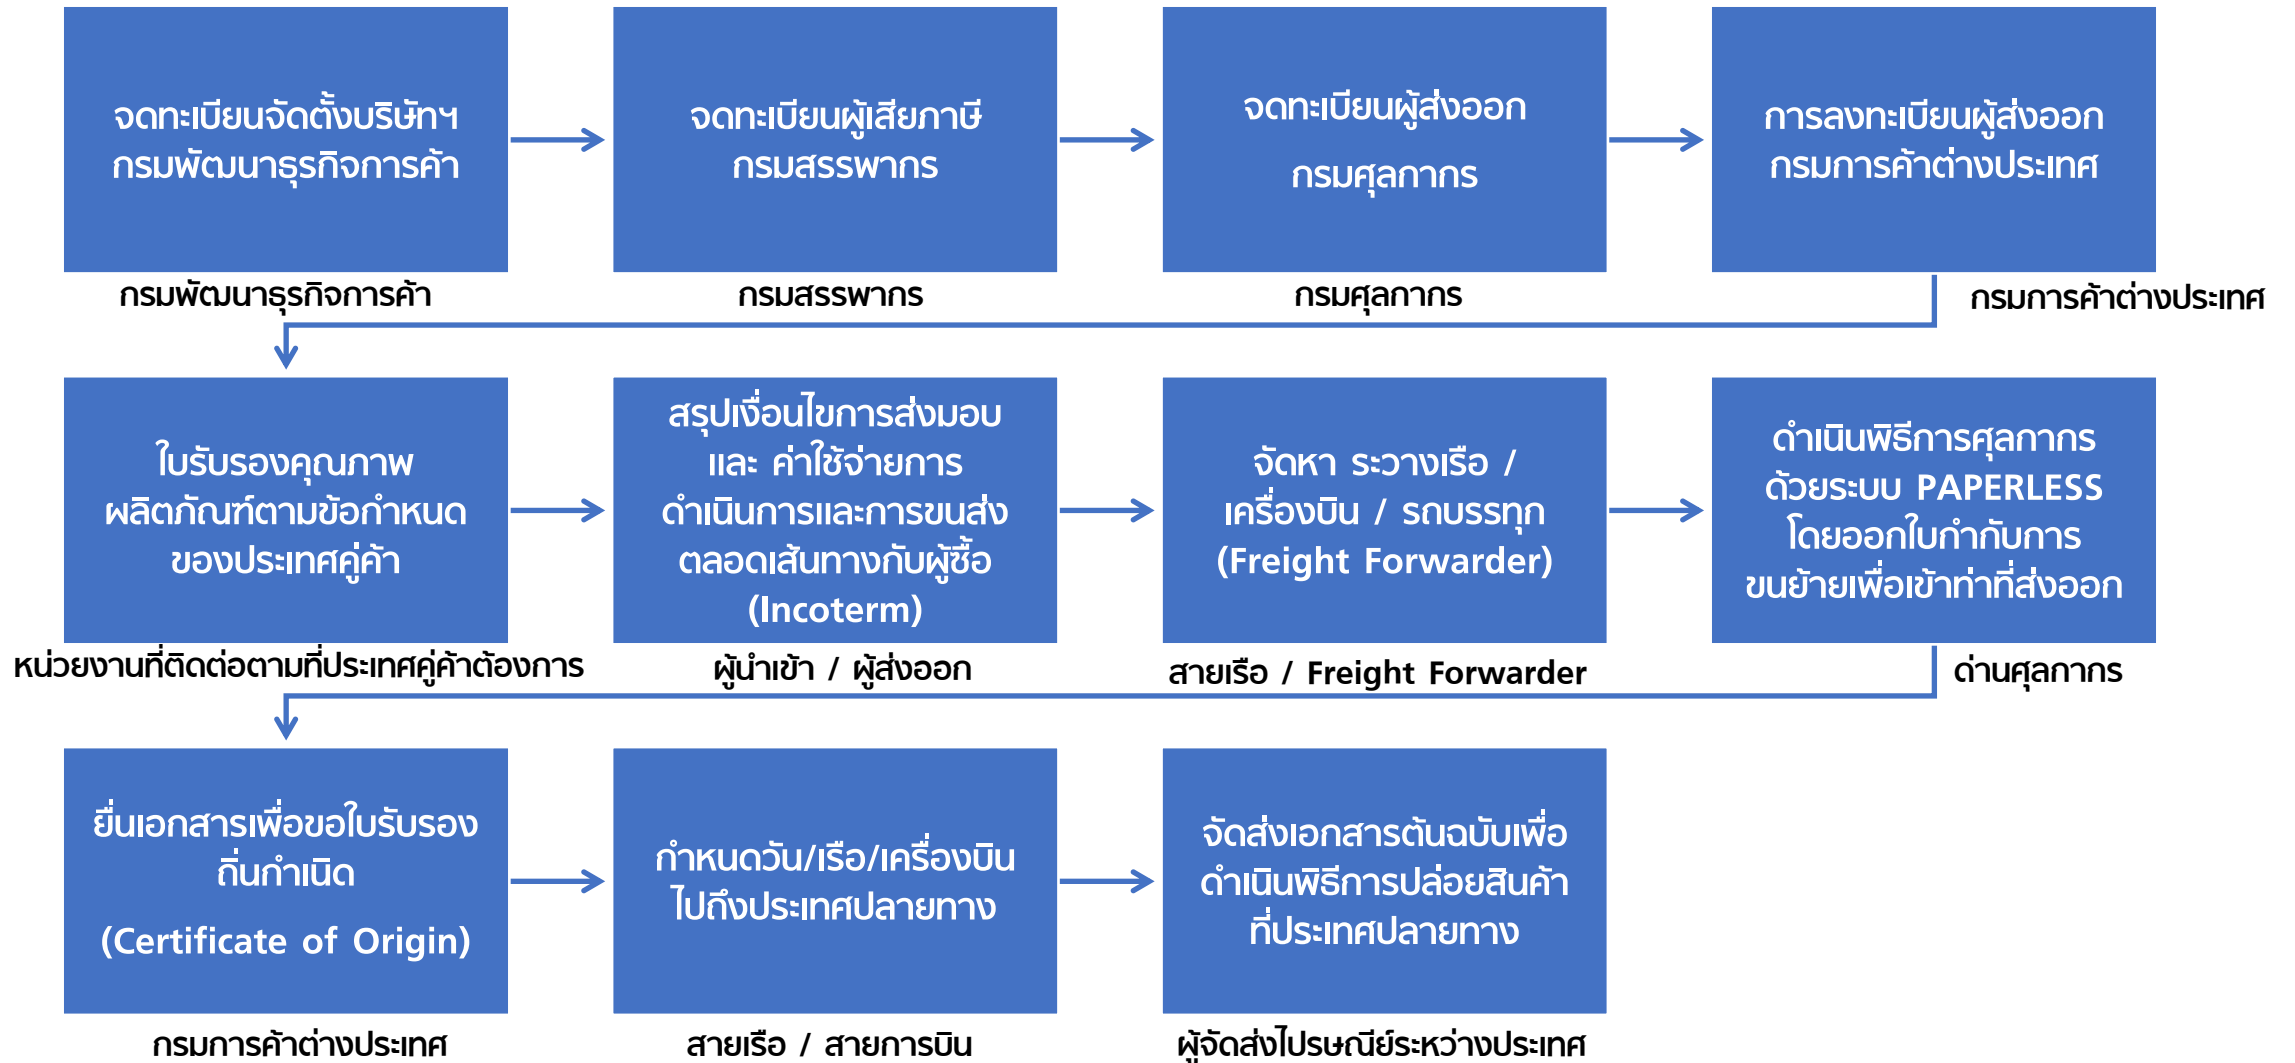 จดทะเบียนจัดตั้งบริษัทฯ
กรมพัฒนาธุรกิจการค้า
กรมพัฒนาธุรกิจการค้า
จดทะเบียนผู้เสียภาษี
กรมสรรพากร
กรมสรรพากร
จดทะเบียนผู้ส่งออก
กรมศุลกากร
กรมศุลกากร
การลงทะเบียนผู้ส่งออก
กรมการค้าต่างประเทศ
กรมการค้าต่างประเทศ
ใบรับรองคุณภาพ
ผลิตภัณฑ์ตามข้อกำหนด
ของประเทศคู่ค้า
หน่วยงานที่ติดต่อตามที่ประเทศคู่ค้าต้องการ
สรุปเงื่อนไขการส่งมอบ
และ ค่าใช้จ่ายการ
ดำเนินการและการขนส่ง
ตลอดเส้นทางกับผู้ซื้อ
(Incoterm)
ผู้นำเข้า / ผู้ส่งออก
จัดหา ระวางเรือ /
เครื่องบิน / รถบรรทุก
(Freight Forwarder)
สายเรือ / Freight Forwarder
ดำเนินพิธีการศุลกากร
ด้วยระบบ PAPERLESS
โดยออกใบกำกับการ
ขนย้ายเพื่อเข้าท่าที่ส่งออก
ด่านศุลกากร
ยื่นเอกสารเพื่อขอใบรับรอง
ถิ่นกำเนิด
(Certificate of Origin)
กรมการค้าต่างประเทศ
กำหนดวัน/เรือ/เครื่องบิน
ไปถึงประเทศปลายทาง
สายเรือ / สายการบิน
จัดส่งเอกสารต้นฉบับเพื่อ
ดำเนินพิธีการปล่อยสินค้า
ที่ประเทศปลายทาง
ผู้จัดส่งไปรษณีย์ระหว่างประเทศ